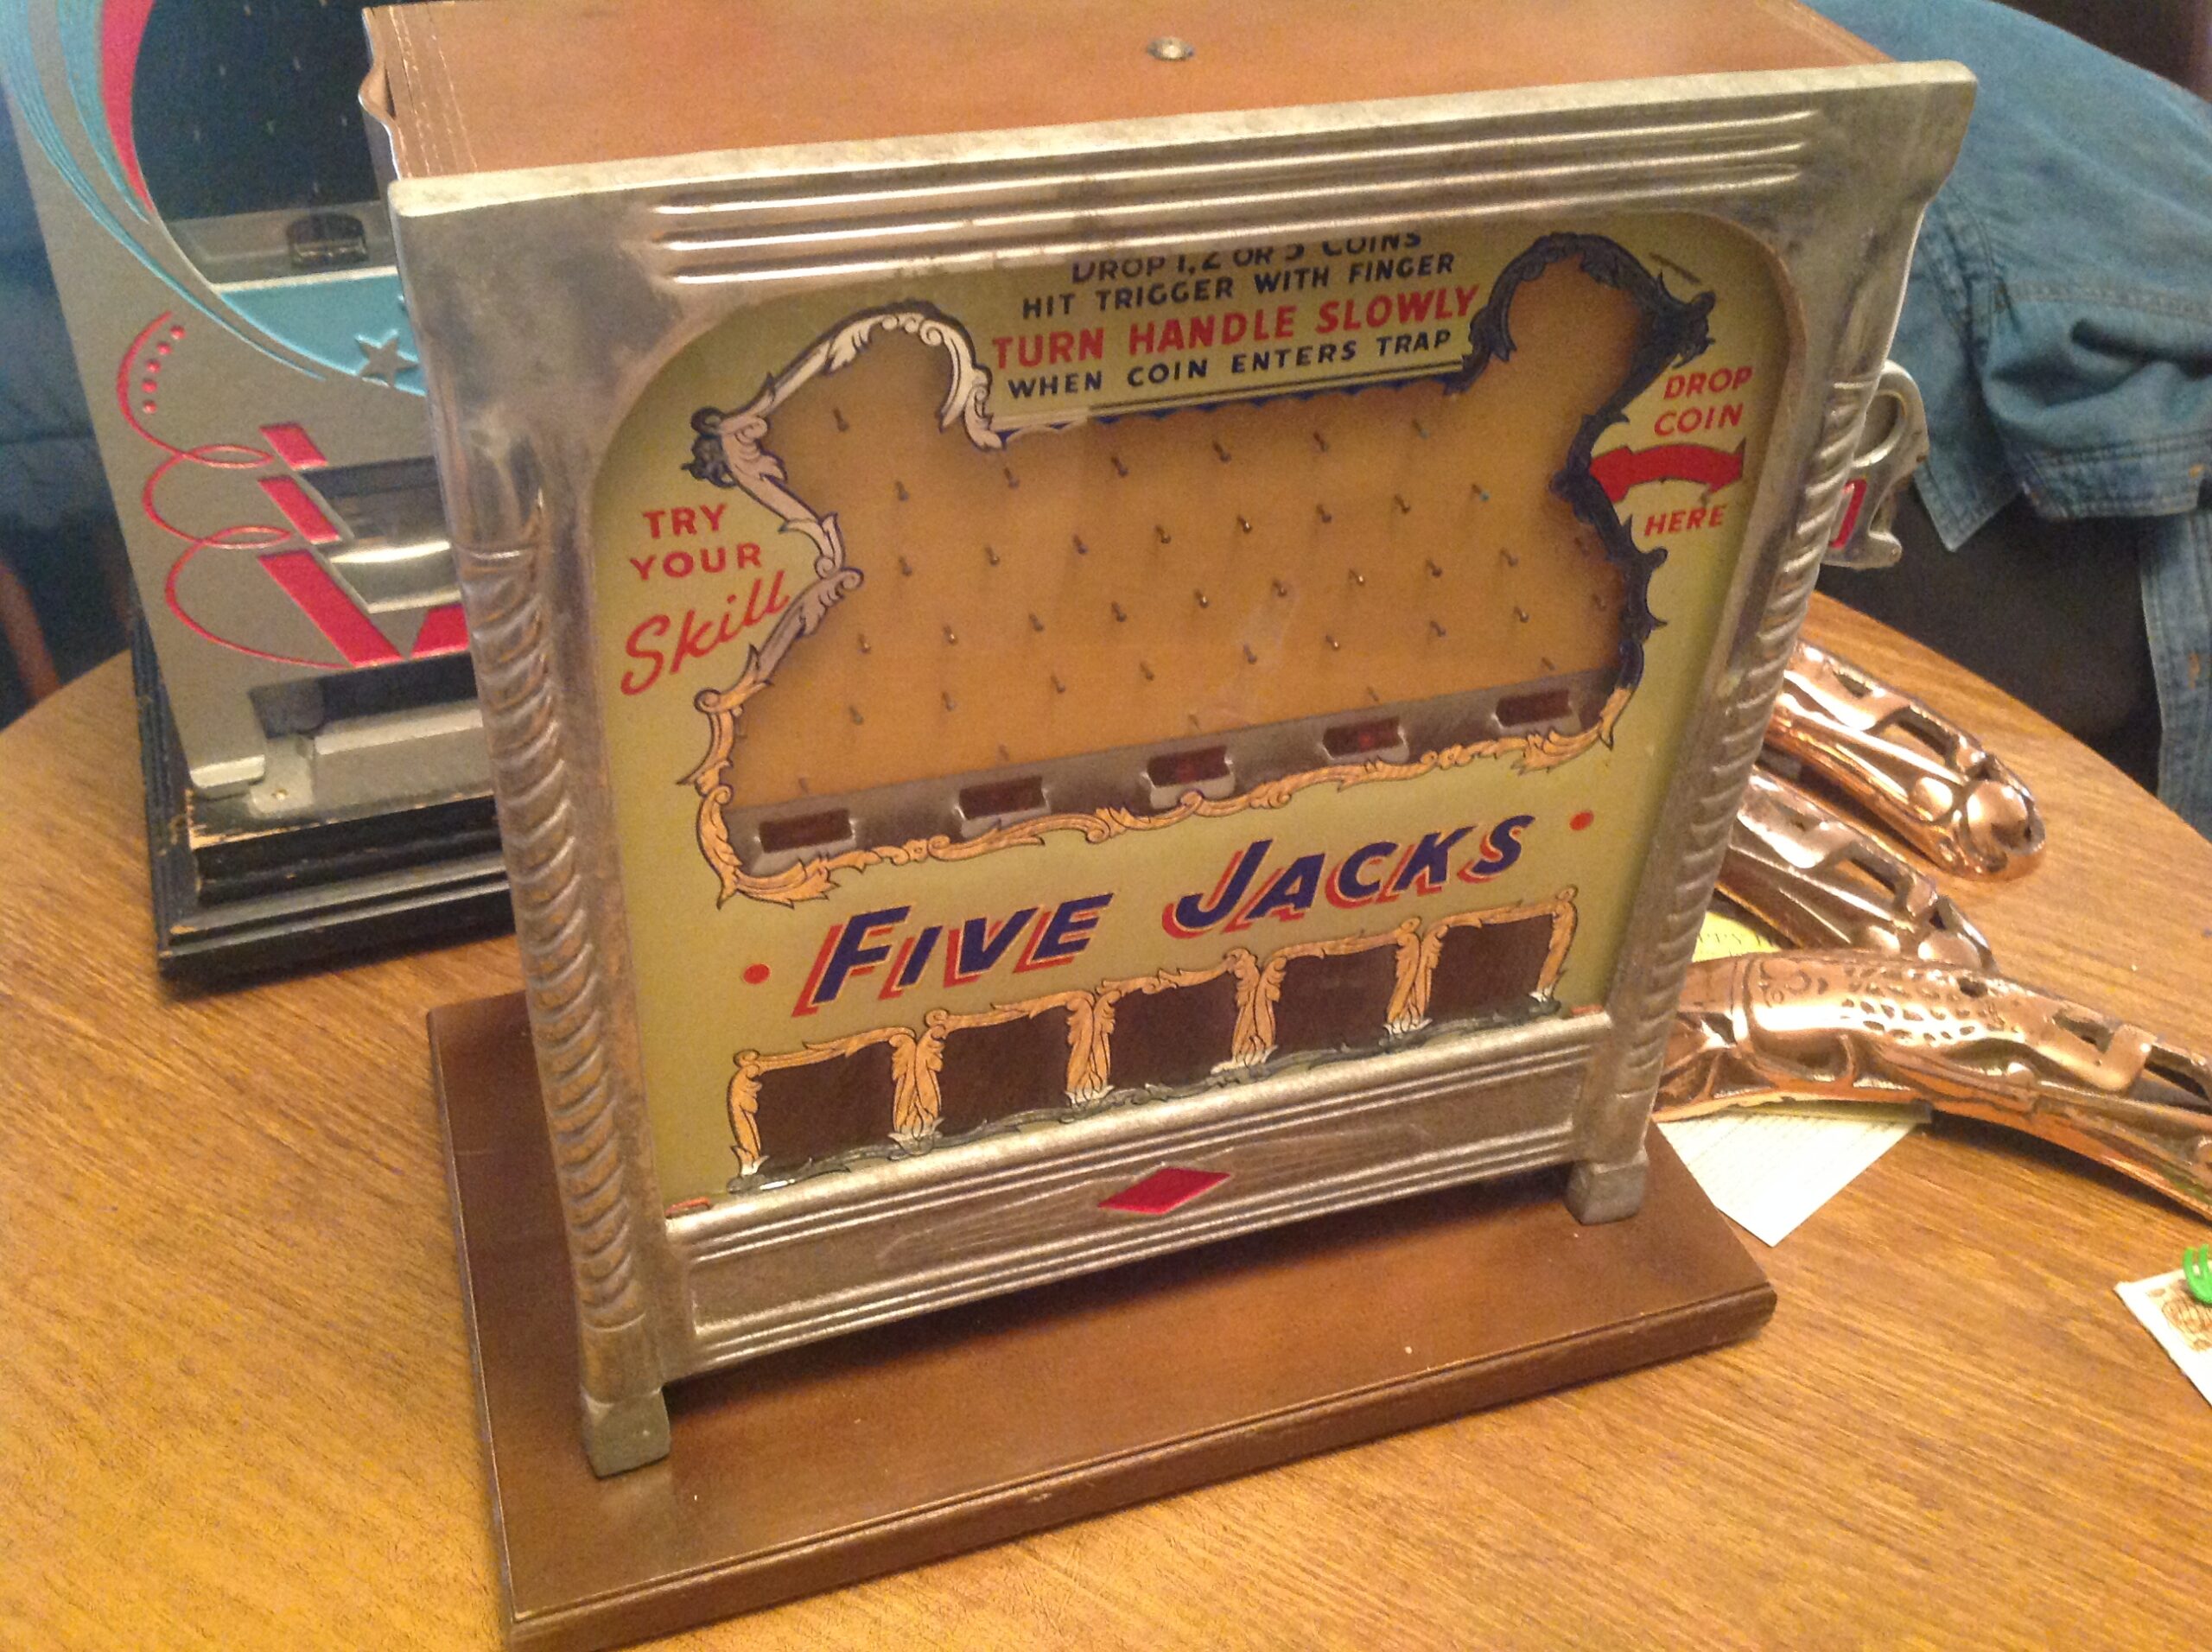 DROP 1, 2 OR 5 COINS
HIT TRIGGER WITH FINGER
TURN HANDLE SLOWLY
WHEN COIN ENTERS TRAP
DROP
COIN
HERE
TRY
YOUR
Skill
• FIVE JACKS •